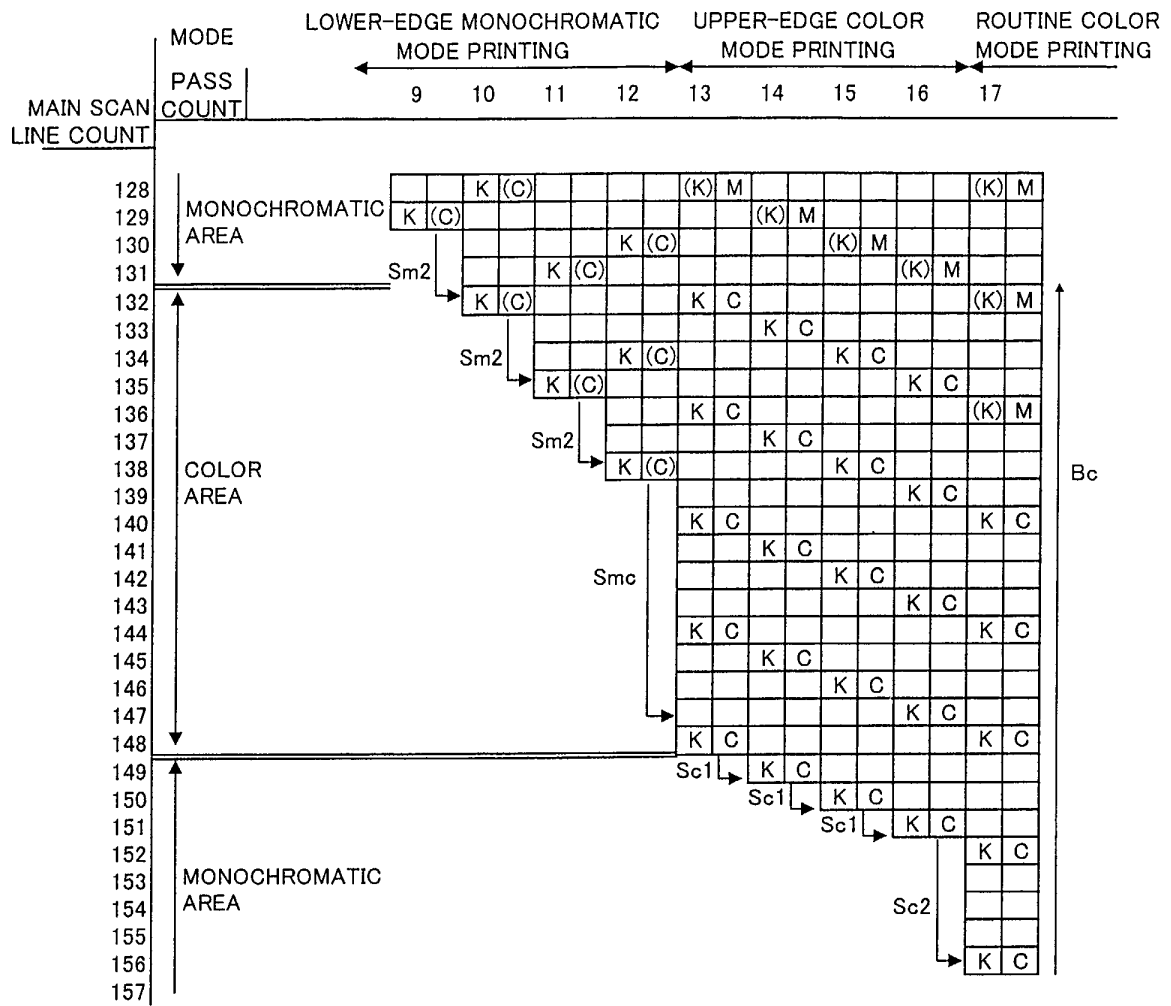 LOWER-EDGE MONOCHROMATIC MODE PRINTING
UPPER-EDGE COLOR MODE PRINTING
ROUTINE COLOR MODE PRINTING
MODE
PASS COUNT 9 10 11 12 13 14 15 16 17
MAIN SCAN LINE COUNT
128 K (C) (K) M (K) M
MONOCHROMATIC AREA
129 K (C) (K) M
130 K (C) (K) M
131 K (C) (K) M
Sm2
132 K (C) K C (K) M
133 K C
134 K (C) K C
Sm2
135 K (C) K C
136 K C (K) M
137 K C
Sm2
138 K (C) K C
COLOR AREA
Bc
139 K C
140 K C K C
141 K C
142 K C
Smc
143 K C
144 K C K C
145 K C
146 K C
147 K C
148 K C K C
149 Sc1 K C
150 Sc1 K C
151 Sc1 K C
152 K C
153
MONOCHROMATIC AREA
154
Sc2
155
156 K C
157